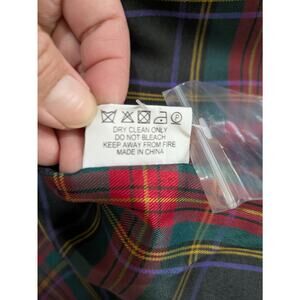 DRY CLEAN ONLY
DO NOT BLEACH
KEEP AWAY FROM FIRE
MADE IN CHINA